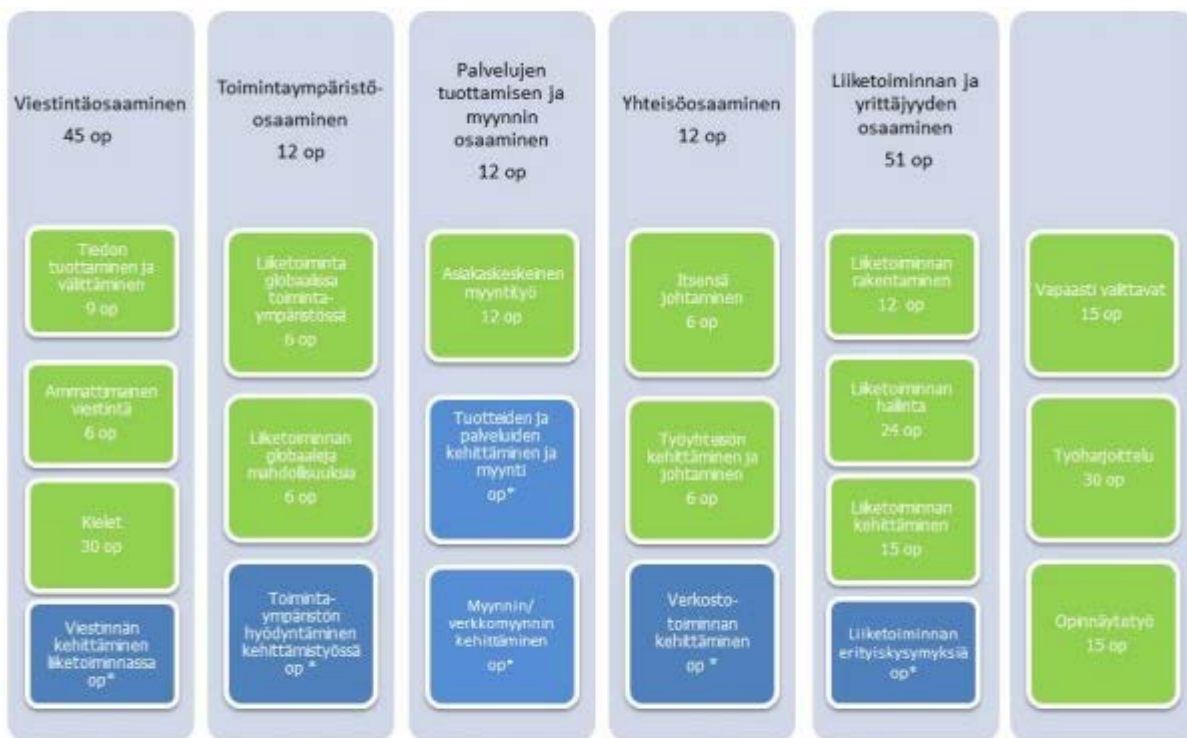 Viestintäosaaminen
45 op
Tiedon
tuottaminen ja
välittäminen
9 op
Ammattimainen
viestintä
6 op
Kielet
30 op
Viestinnän
kehittäminen
liiketoiminnassa
op*
Toimintaympäristö-
osaaminen
12 op
Liiketoiminta
globaalissa
toiminta-
ympäristössä
6 op
Liiketoiminnan
globaaleja
mahdollisuuksia
6 op
Toiminta-
ympäristön
hyödyntäminen
kehittämistyössä
op *
Palvelujen
tuottamisen ja
myynnin
osaaminen
12 op
Asiakaskeskeinen
myyntityö
12 op
Tuotteiden ja
palveluiden
kehittäminen ja
myynti
op*
Myynnin/
verkkomyynnin
kehittäminen
op*
Yhteisöosaaminen
12 op
Itsensä
johtaminen
6 op
Työyhteisön
kehittäminen ja
johtaminen
6 op
Verkosto-
toiminnan
kehittäminen
op *
Liiketoiminnan ja
yrittäjyyden
osaaminen
51 op
Liiketoiminnan
rakentaminen
12 op
Liiketoiminnan
hallinta
24 op
Liiketoiminnan
kehittäminen
15 op
Liiketoiminnan
erityiskysymyksiä
op*
Vapaasti valittavat
15 op
Työharjoittelu
30 op
Opinnäytetyö
15 op